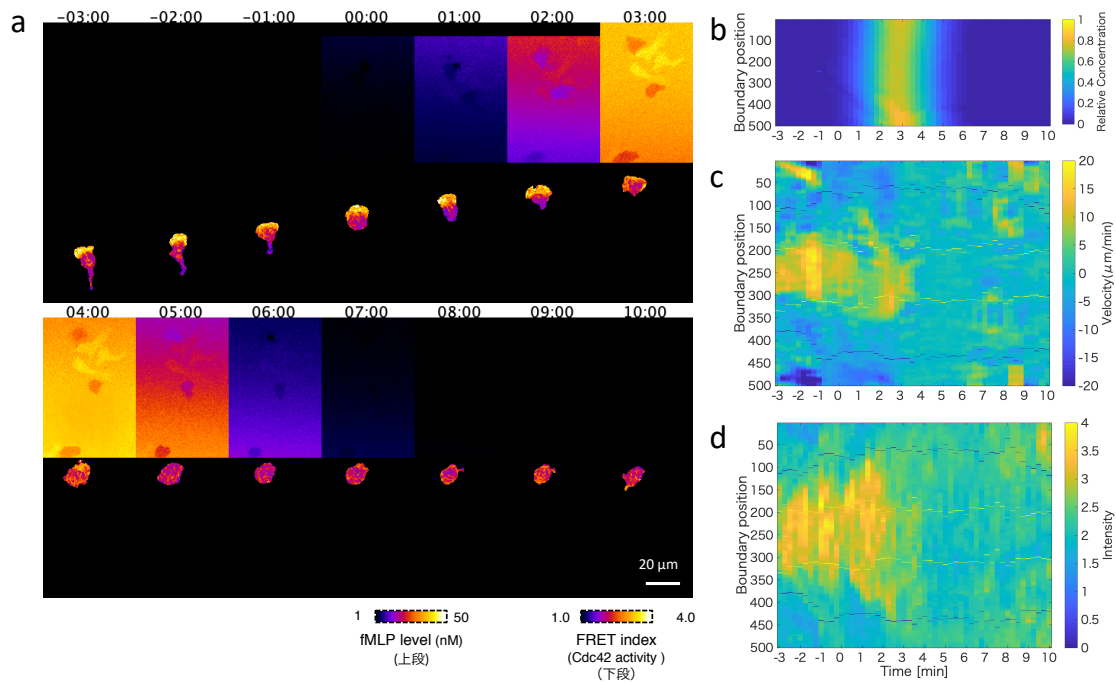 a
-03:00 -02:00 -01:00 00:00 01:00 02:00 03:00
04:00 05:00 06:00 07:00 08:00 09:00 10:00
20 μm
1 50
fMLP level (nM)
(上段)
1.0 4.0
FRET index
(Cdc42 activity )
（下段）
b
Boundary position
100
200
300
400
500
-3 -2 -1 0 1 2 3 4 5 6 7 8 9 10
1
0.8
0.6
0.4
0.2
0
Relative Concentration
c
Boundary position
50
100
150
200
250
300
350
400
450
500
-3 -2 -1 0 1 2 3 4 5 6 7 8 9 10
20
15
10
5
0
-5
-10
-15
-20
Velocity(μm/min)
d
Boundary position
50
100
150
200
250
300
350
400
450
500
-3 -2 -1 0 1 2 3 4 5 6 7 8 9 10
Time [min]
4
3.5
3
2.5
2
1.5
1
0.5
0
Intensity